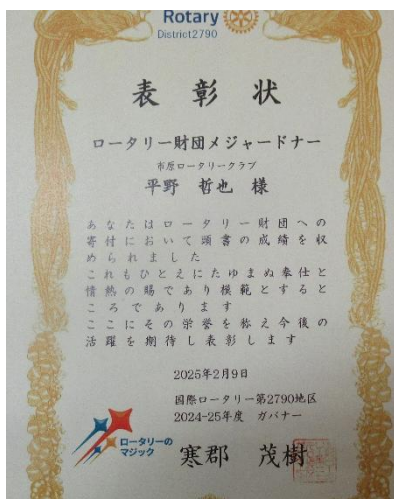 Rotary
District2790
表彰状
ロータリー財団メジャードナー
市原ロータリークラブ
平野 哲也 様
あなたはロータリー財団への
寄付において頭書の成績を収
められました
これもひとえにたゆまぬ奉仕と
情熱の賜であり模範とすると
ころであります
ここにその栄誉を称え今後の
活躍を期待し表彰します
2025年2月9日
国際ロータリー第2790地区
2024-25年度 ガバナー
寒郡 茂樹
ロータリーの
マジック